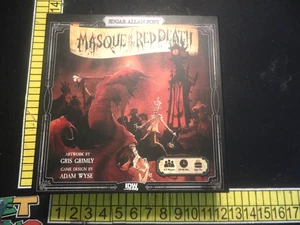 EDGAR ALLAN POE'S
MASQUE OF THE RED DEATH
ARTWORK BY
GRIS GRIMLY
GAME DESIGN BY
ADAM WYSE
IDW
14
1 2 3 4 5 6 7 8 9 10 11 12 13 14 15 16 17